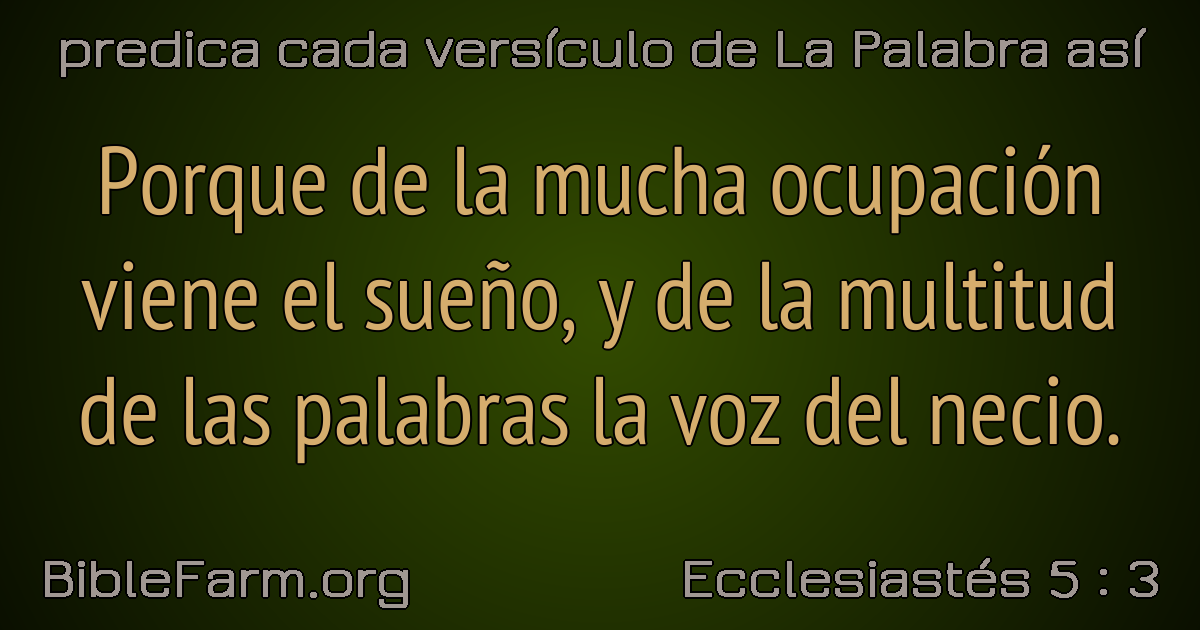 predica cada versículo de La Palabra así
Porque de la mucha ocupación
viene el sueño, y de la multitud
de las palabras la voz del necio.
BibleFarm.org
Ecclesiastés 5 : 3